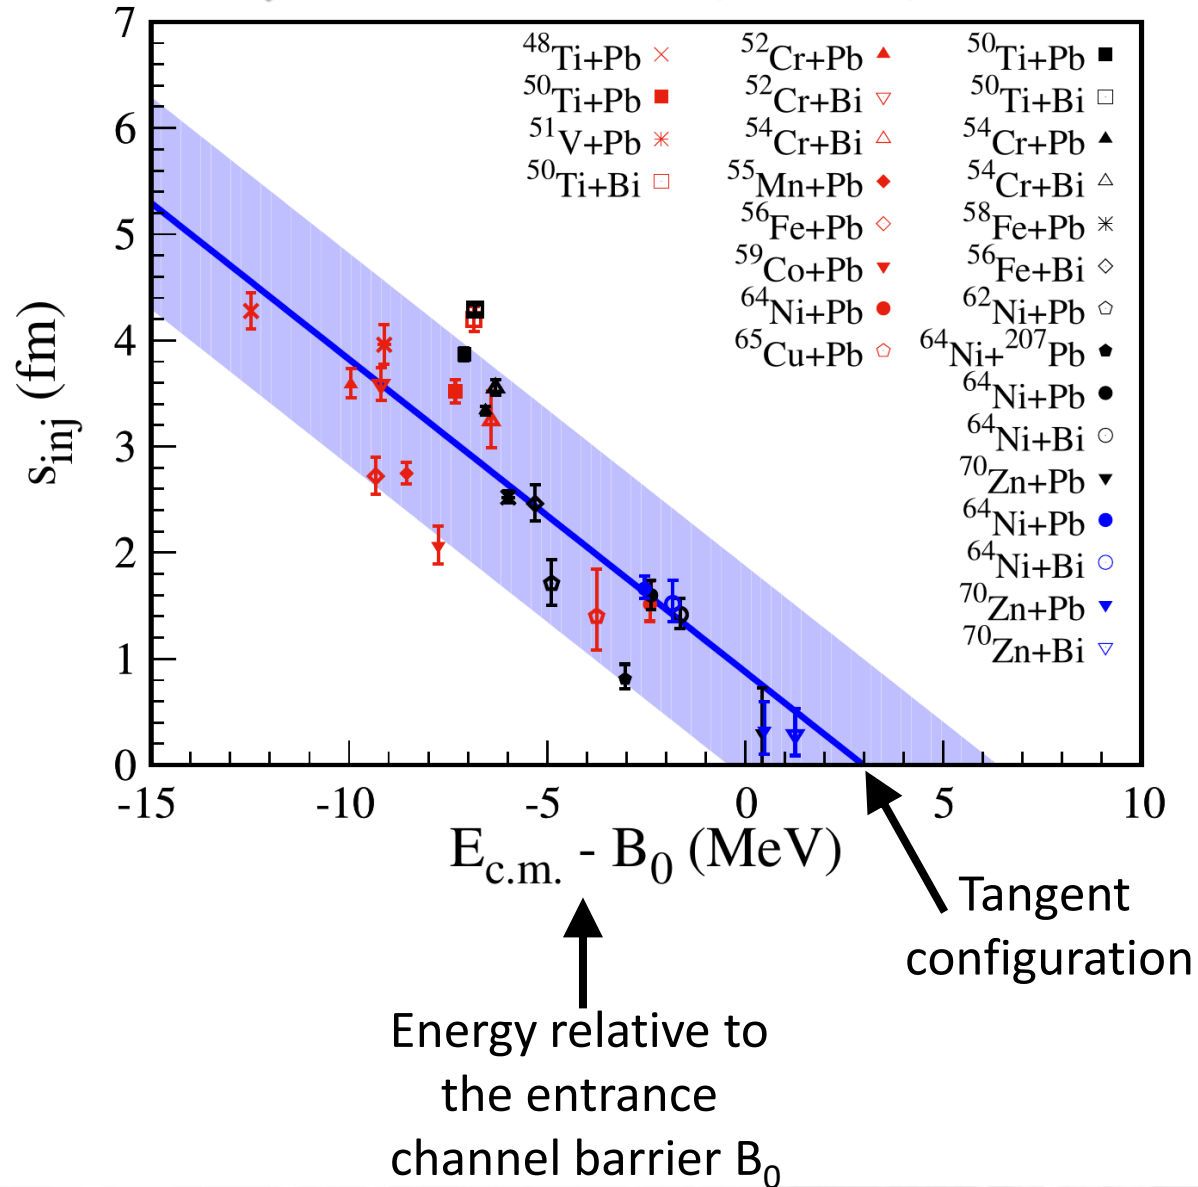 7
6
5
4
3
2
1
0
s_inj (fm)
⁴⁸Ti+Pb
⁵⁰Ti+Pb
⁵¹V+Pb
⁵⁰Ti+Bi
⁵²Cr+Pb
⁵²Cr+Bi
⁵⁴Cr+Bi
⁵⁵Mn+Pb
⁵⁶Fe+Pb
⁵⁹Co+Pb
⁶⁴Ni+Pb
⁶⁵Cu+Pb
⁵⁰Ti+Pb
⁵⁰Ti+Bi
⁵⁴Cr+Pb
⁵⁴Cr+Bi
⁵⁸Fe+Pb
⁵⁶Fe+Bi
⁶²Ni+Pb
⁶⁴Ni+²⁰⁷Pb
⁶⁴Ni+Pb
⁶⁴Ni+Bi
⁷⁰Zn+Pb
⁶⁴Ni+Pb
⁶⁴Ni+Bi
⁷⁰Zn+Pb
⁷⁰Zn+Bi
-15 -10 -5 0 5 10
E_c.m. - B₀ (MeV)
Tangent
configuration
Energy relative to
the entrance
channel barrier B₀